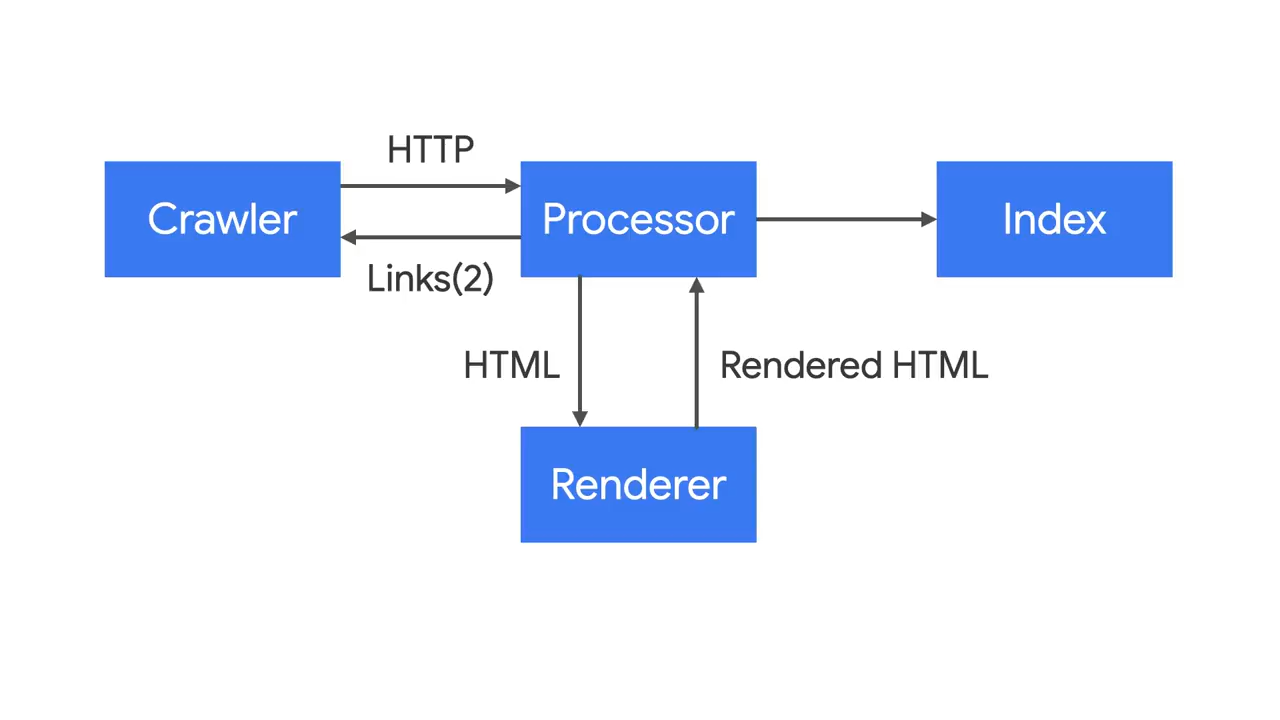 HTTP
Crawler
Processor
Index
Links(2)
HTML
Rendered HTML
Renderer